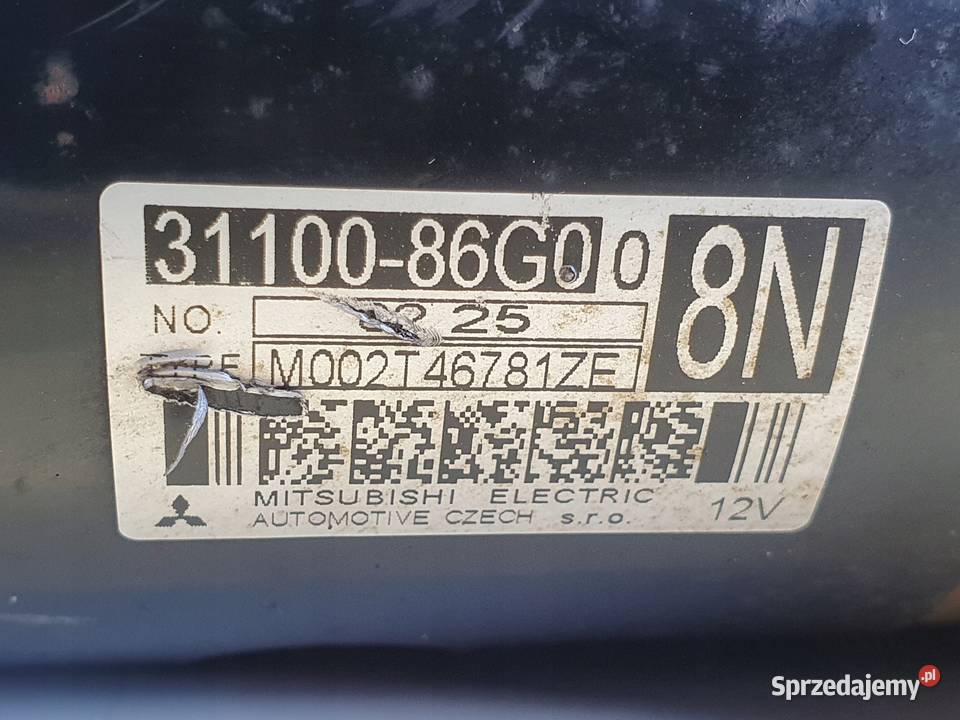 31100-86G00
8N
NO. 25
M002T46781ZE
MITSUBISHI ELECTRIC
AUTOMOTIVE CZECH s.r.o. 12V
Sprzedajemy.pl